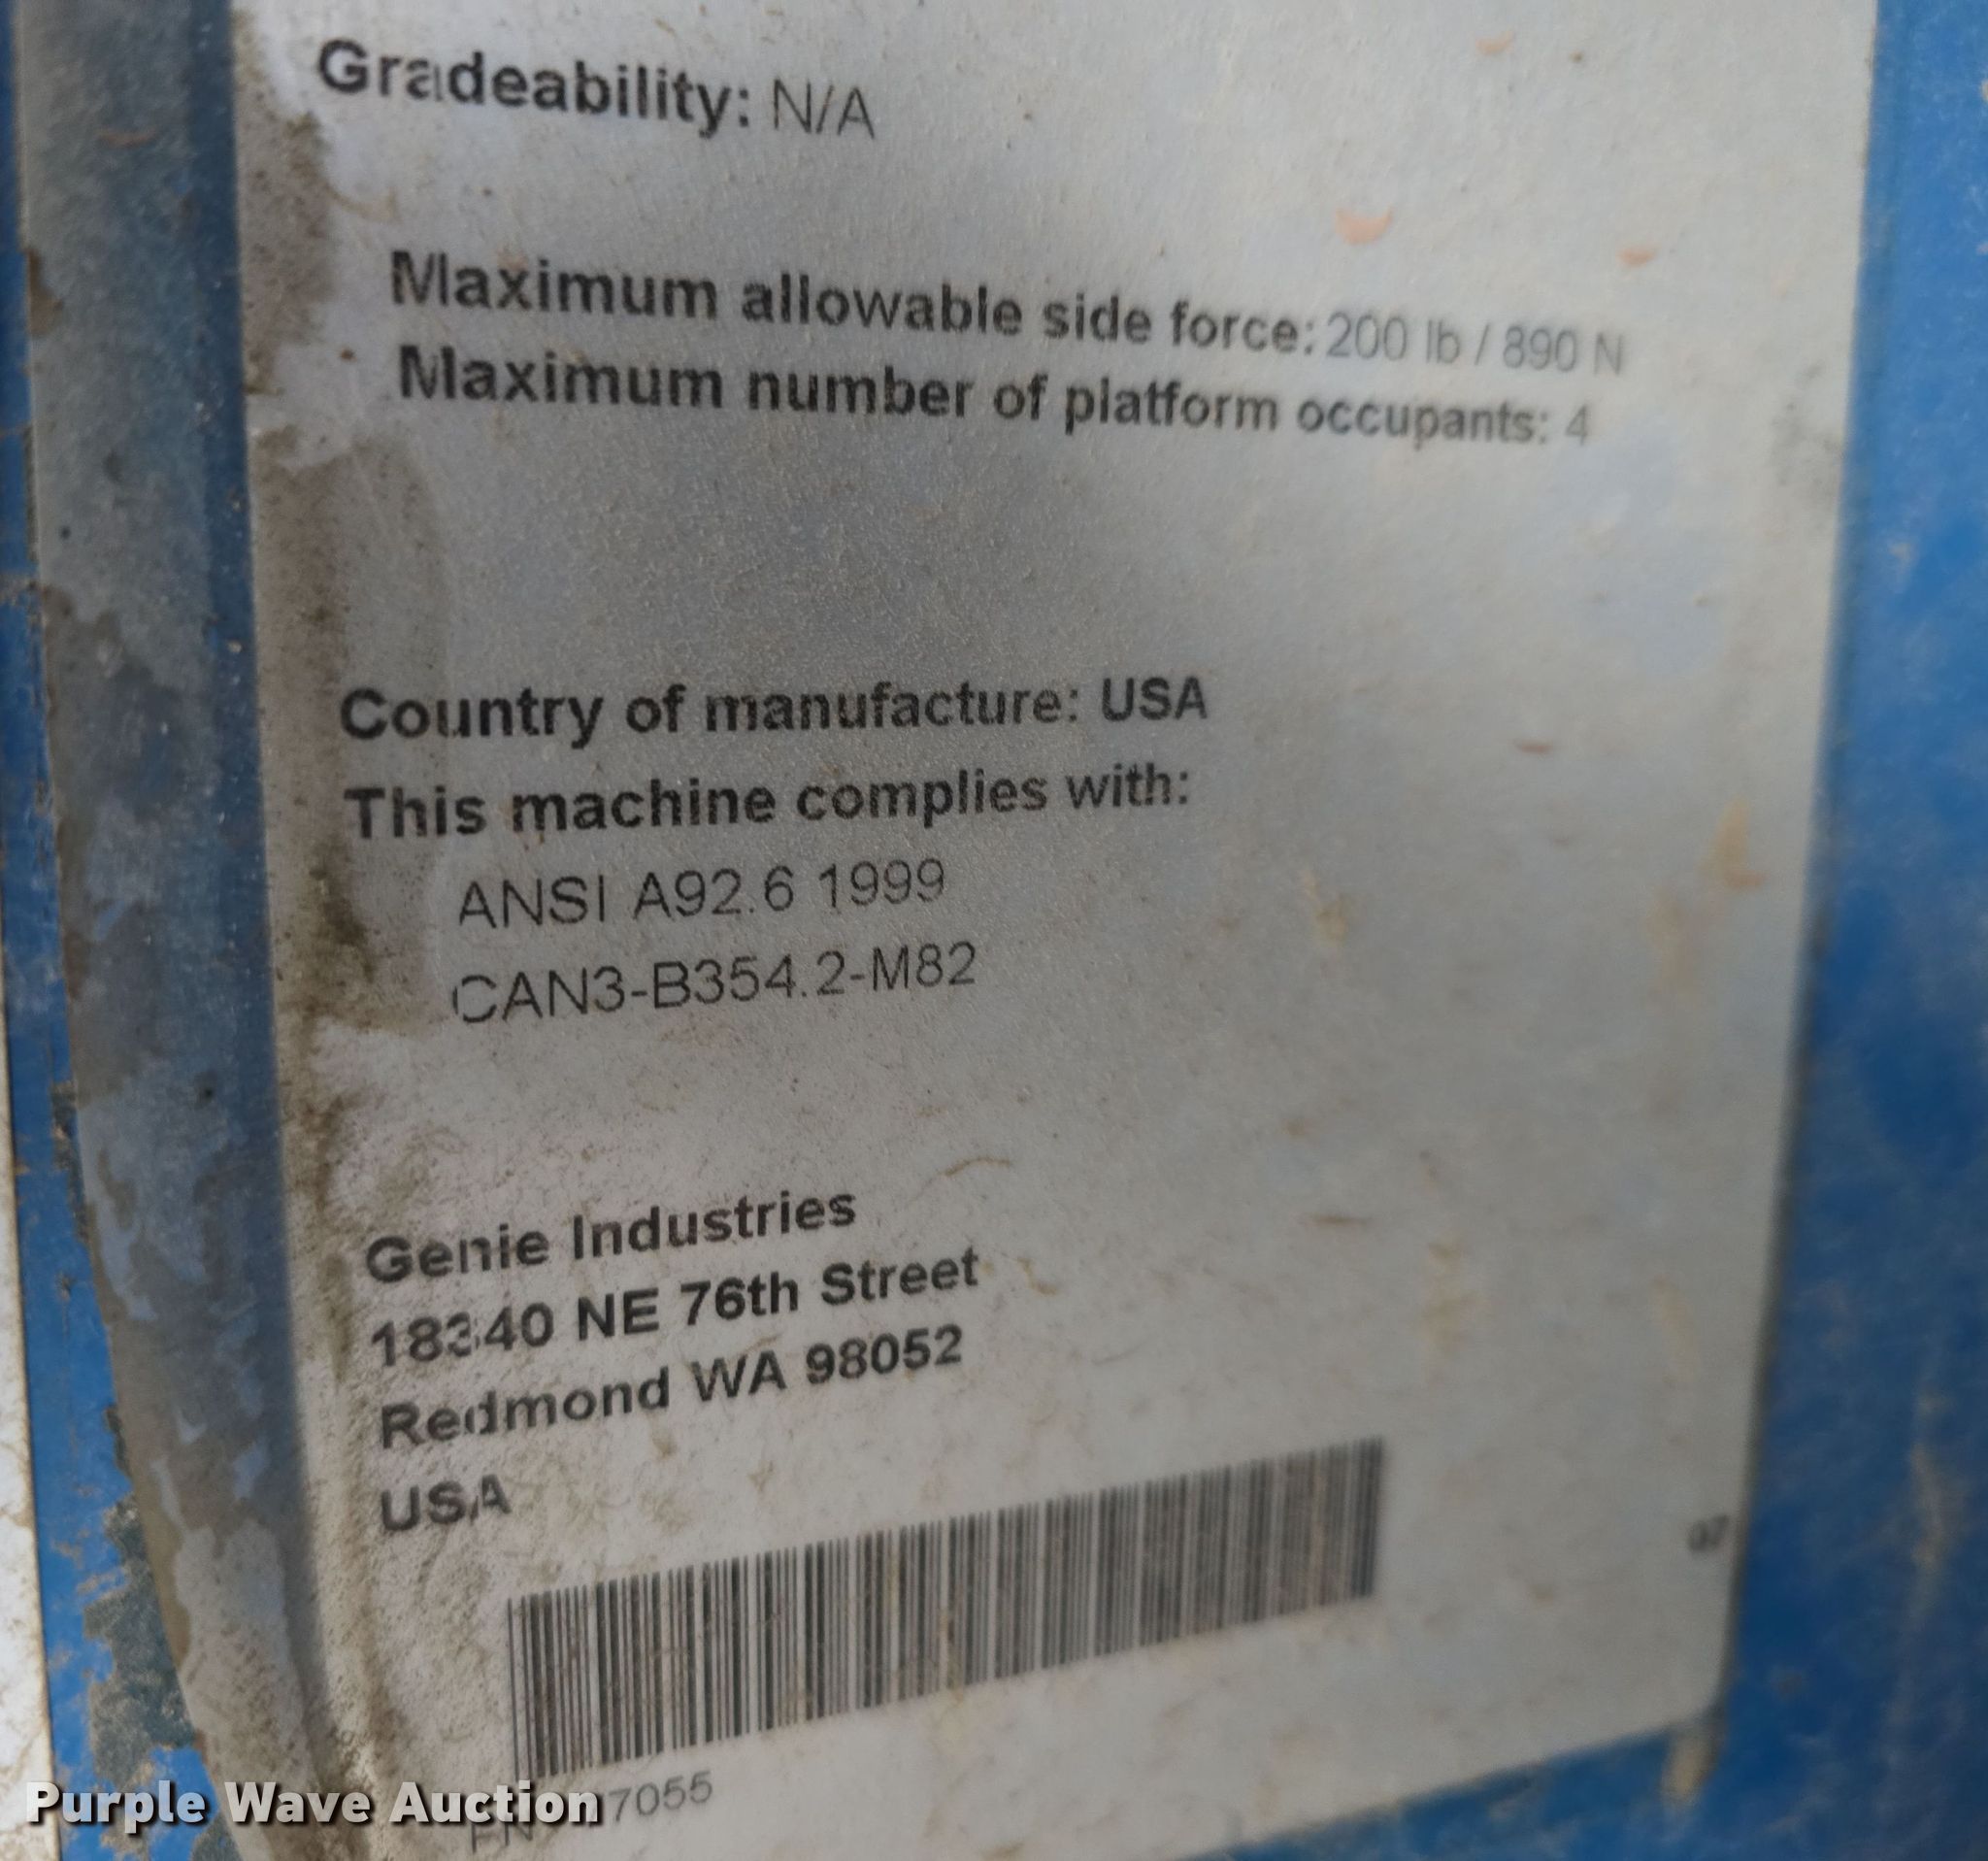 Gradeability: N/A
Maximum allowable side force: 200 lb / 890 N
Maximum number of platform occupants: 4
Country of manufacture: USA
This machine complies with:
ANSI A92.6 1999
CAN3-B354.2-M82
Genie Industries
18340 NE 76th Street
Redmond WA 98052
USA
07
Purple Wave Auction